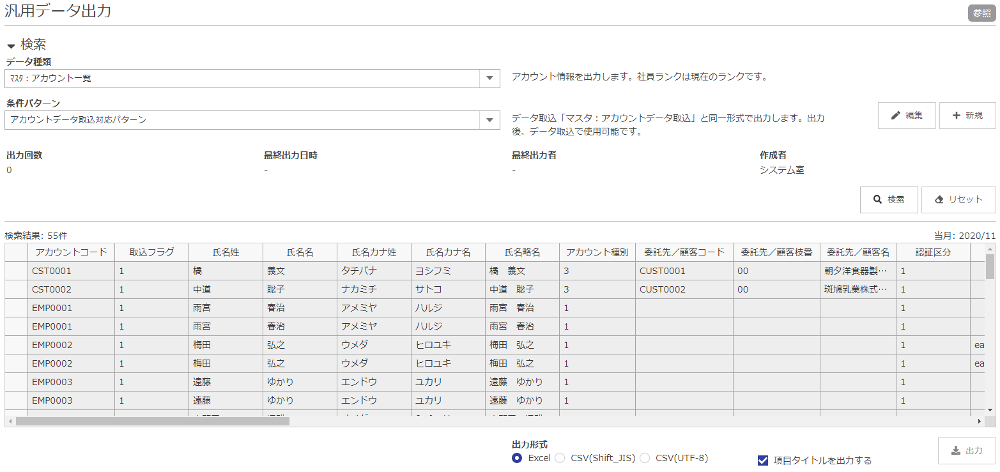 汎用データ出力
参照
検索
データ種類
ﾏｽﾀ：アカウント一覧
アカウント情報を出力します。社員ランクは現在のランクです。
条件パターン
アカウントデータ取込対応パターン
データ取込「マスタ：アカウントデータ取込」と同一形式で出力します。出力
後、データ取込で使用可能です。
編集
新規
出力回数 最終出力日時 最終出力者 作成者
0 - - システム室
検索
リセット
検索結果: 55件
当月: 2020/11
アカウントコード 取込フラグ 氏名姓 氏名名 氏名カナ姓 氏名カナ名 氏名略名 アカウント種別 委託先／顧客コード 委託先／顧客枝番 委託先／顧客名 認証区分
CST0001 1 橘 義文 タチバナ ヨシフミ 橘　義文 3 CUST0001 00 朝夕洋食器製… 1
CST0002 1 中道 聡子 ナカミチ サトコ 中道　聡子 3 CUST0002 00 斑鳩乳業株式… 1
EMP0001 1 雨宮 春治 アメミヤ ハルジ 雨宮　春治 1 1
EMP0001 1 雨宮 春治 アメミヤ ハルジ 雨宮　春治 1 1
EMP0002 1 梅田 弘之 ウメダ ヒロユキ 梅田　弘之 1 1 ea
EMP0002 1 梅田 弘之 ウメダ ヒロユキ 梅田　弘之 1 1 ea
EMP0003 1 遠藤 ゆかり エンドウ ユカリ 遠藤　ゆかり 1 1
EMP0003 1 遠藤 ゆかり エンドウ ユカリ 遠藤　ゆかり 1 1
出力形式
Excel CSV(Shift_JIS) CSV(UTF-8)
項目タイトルを出力する
出力